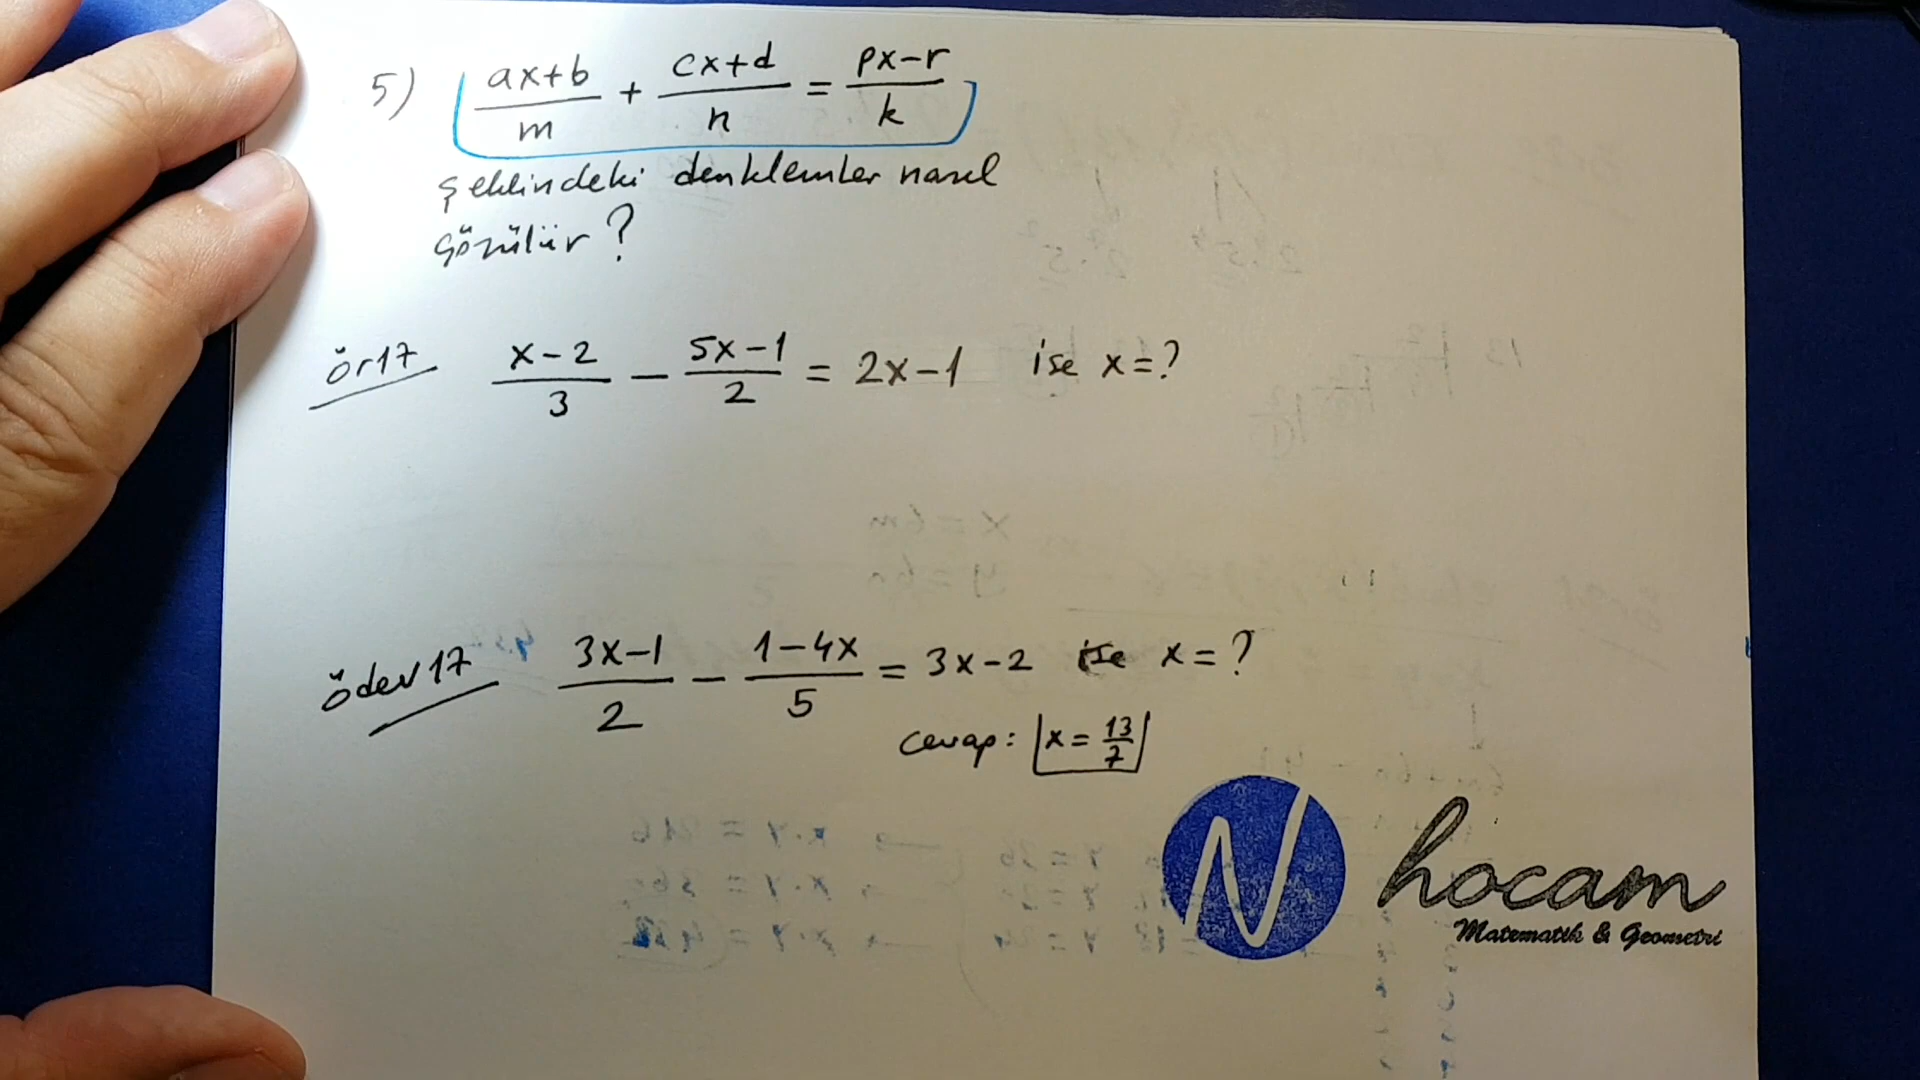 5) (ax+b)/m + (cx+d)/n = (px-r)/k
şeklindeki denklemler nasıl
çözülür?
ör17 (x-2)/3 - (5x-1)/2 = 2x-1 ise x=?
ödev17 (3x-1)/2 - (1-4x)/5 = 3x-2 ise x=?
cevap: x = 13/7
N hocam
Matematik & Geometri